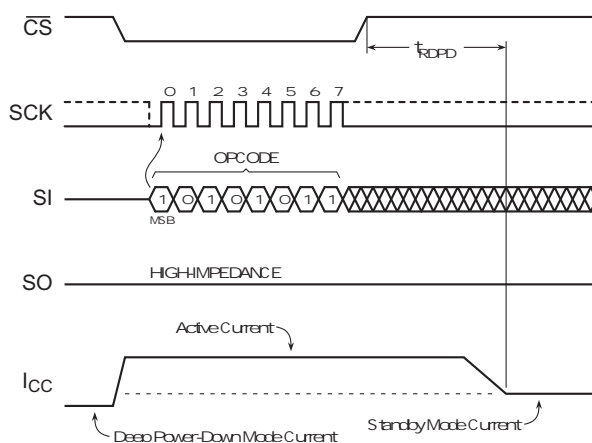 CS
tRDPD
0 1 2 3 4 5 6 7
SCK
OPCODE
SI
1 0 1 0 1 0 1 1
MSB
HIGH-IMPEDANCE
SO
Active Current
ICC
Standby Mode Current
Deep Power-Down Mode Current